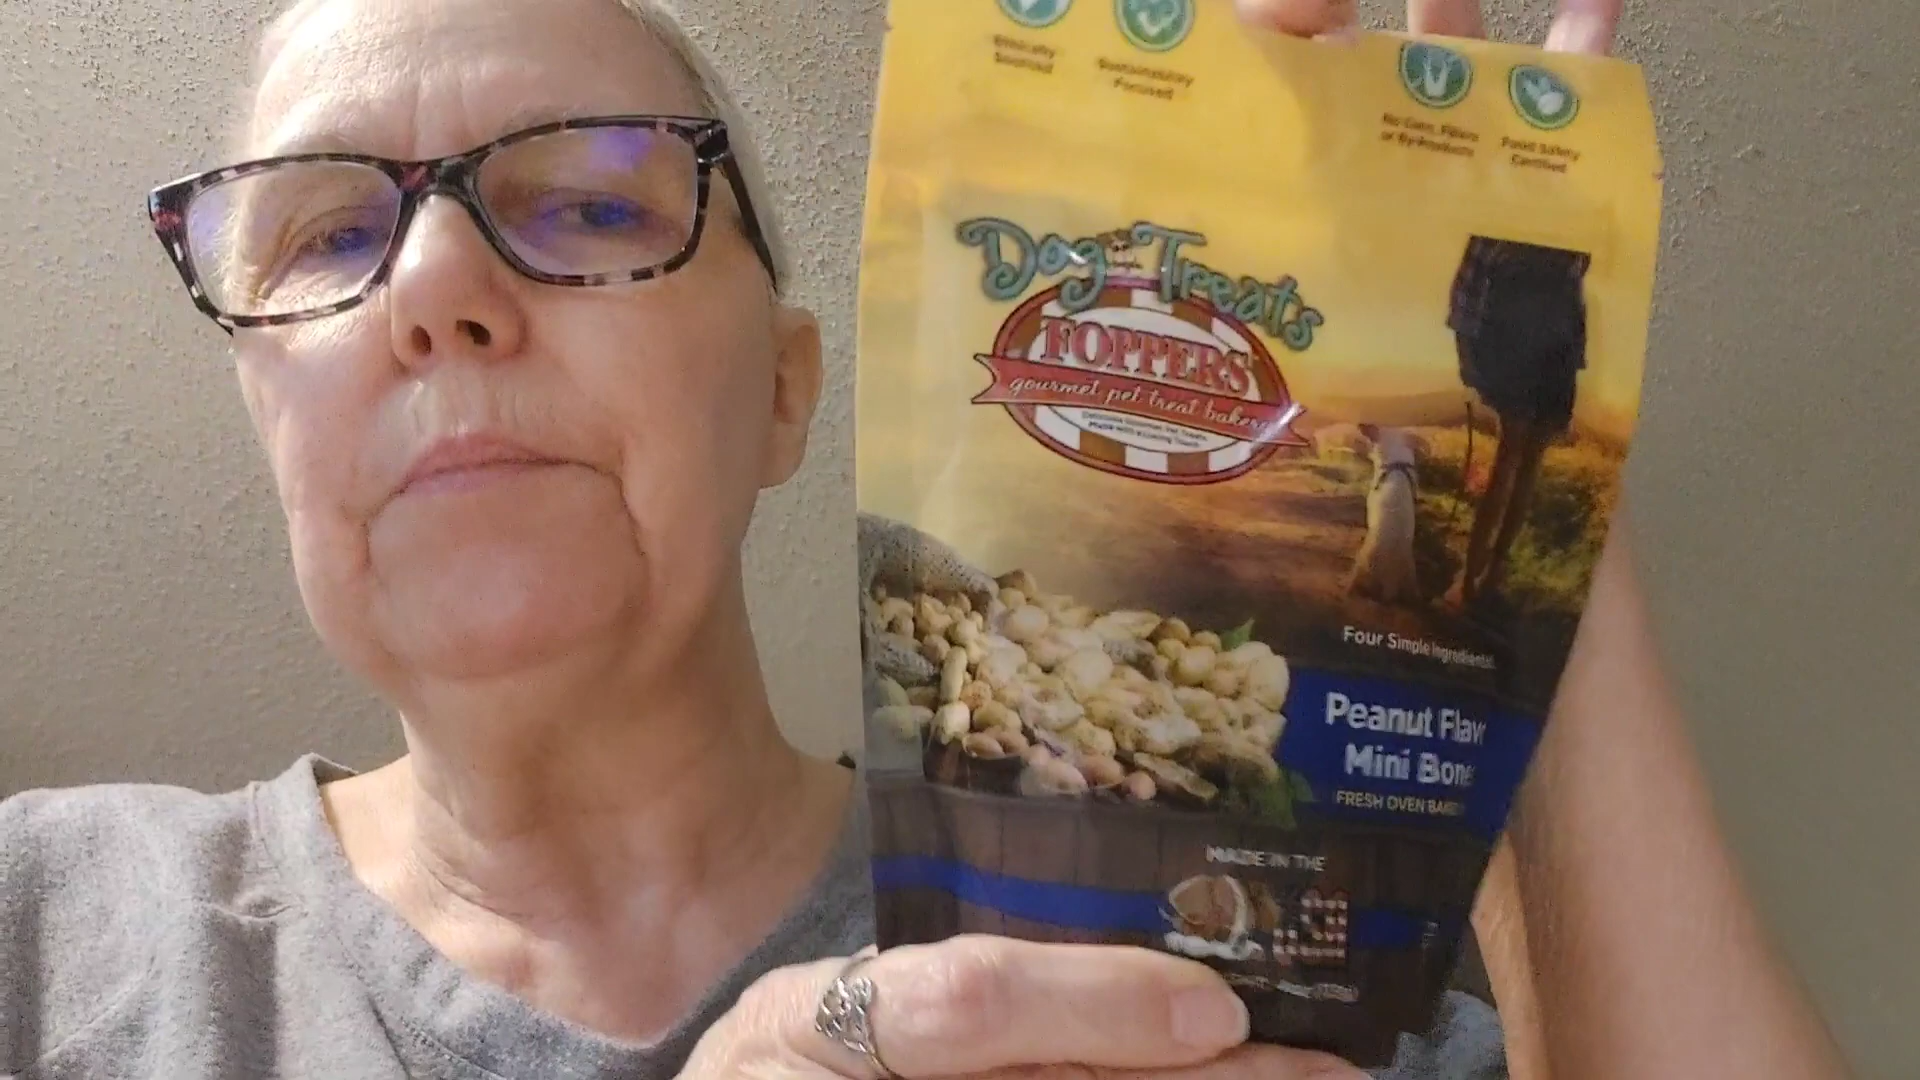 Ethically
Sourced
Sustainability
Focused
No Corn, Fillers
or By-Products
Food Safety
Certified
Dog Treats
FOPPERS
gourmet pet treat bakery
Four Simple Ingredients!
Peanut Flav
Mini Bone
FRESH OVEN BAKE
MADE IN THE